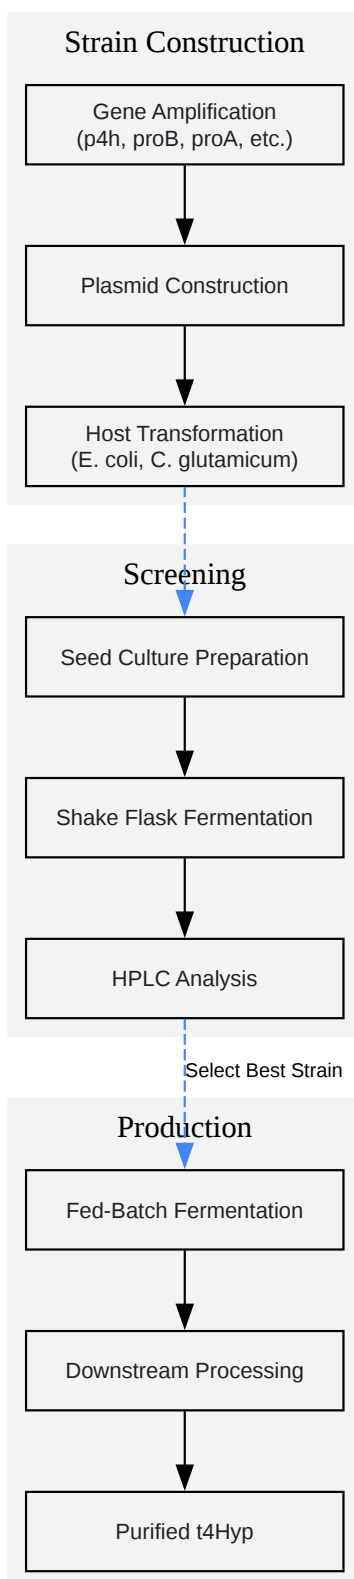 Strain Construction
Gene Amplification
(p4h, proB, proA, etc.)
Plasmid Construction
Host Transformation
(E. coli, C. glutamicum)
Screening
Seed Culture Preparation
Shake Flask Fermentation
HPLC Analysis
Select Best Strain
Production
Fed-Batch Fermentation
Downstream Processing
Purified t4Hyp